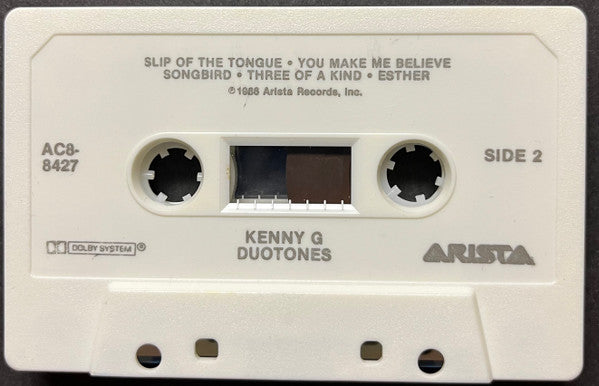 SLIP OF THE TONGUE • YOU MAKE ME BELIEVE
SONGBIRD • THREE OF A KIND • ESTHER
℗1986 Arista Records, Inc.
AC8-
8427
SIDE 2
DOLBY SYSTEM®
KENNY G
DUOTONES
ARISTA